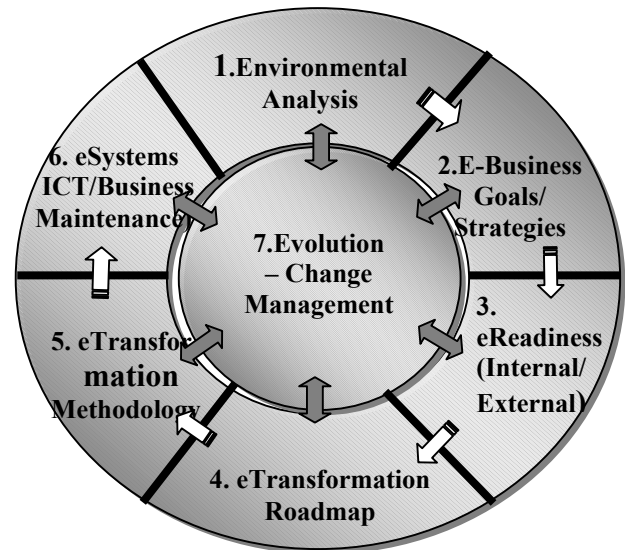 1.Environmental
Analysis
2.E-Business
Goals/
Strategies
3.
eReadiness
(Internal/
External)
4. eTransformation
Roadmap
5. eTransfor
mation
Methodology
6. eSystems
ICT/Business
Maintenance)
7.Evolution
– Change
Management